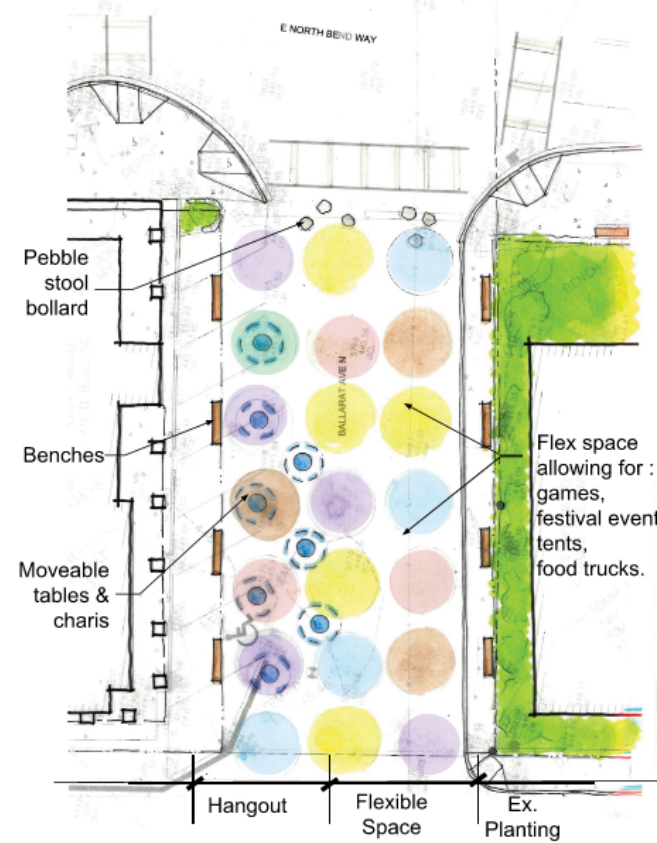 E NORTH BEND WAY
Pebble
stool
bollard
BENCH
BALLARAT AVE N
Benches
Flex space
allowing for :
games,
festival event
tents,
food trucks.
Moveable
tables &
charis
Hangout
Flexible
Space
Ex.
Planting